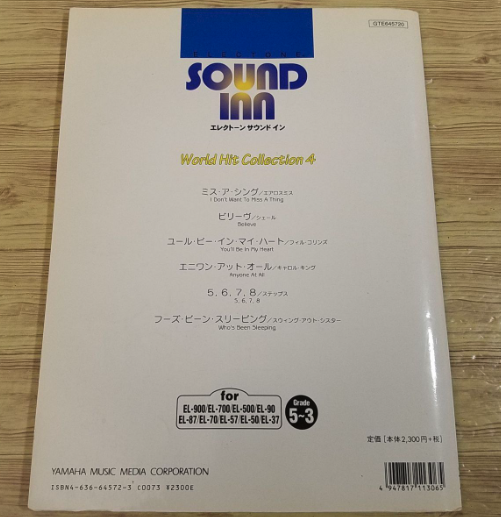 GTE645726
ELECTONE
SOUND
INN
エレクトーン サウンド イン
World Hit Collection 4
ミス・ア・シング/エアロスミス
I Don't Want To Miss A Thing
ビリーヴ/シェール
Believe
ユール・ビー・イン・マイ・ハート/フィル・コリンズ
You'll Be In My Heart
エニワン・アット・オール/キャロル・キング
Anyone At All
5.6.7.8/ステップス
5.6.7.8
フーズ・ビーン・スリーピング/スウィング・アウト・シスター
Who's Been Sleeping
for
EL-900/EL-700/EL-500/EL-90
EL-87/EL-70/EL-57/EL-50/EL-37
Grade
5~3
定価[本体2,300円+税]
YAMAHA MUSIC MEDIA CORPORATION
ISBN4-636-64572-3 C0073 ¥2300E
4 947817 113065